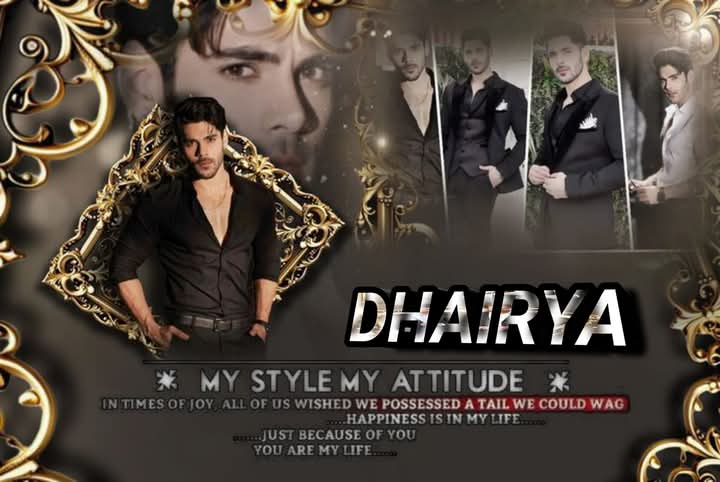 DHAIRYA
MY STYLE MY ATTITUDE
IN TIMES OF JOY, ALL OF US WISHED WE POSSESSED A TAIL WE COULD WAG
.....HAPPINESS IS IN MY LIFE.....
......JUST BECAUSE OF YOU
YOU ARE MY LIFE......